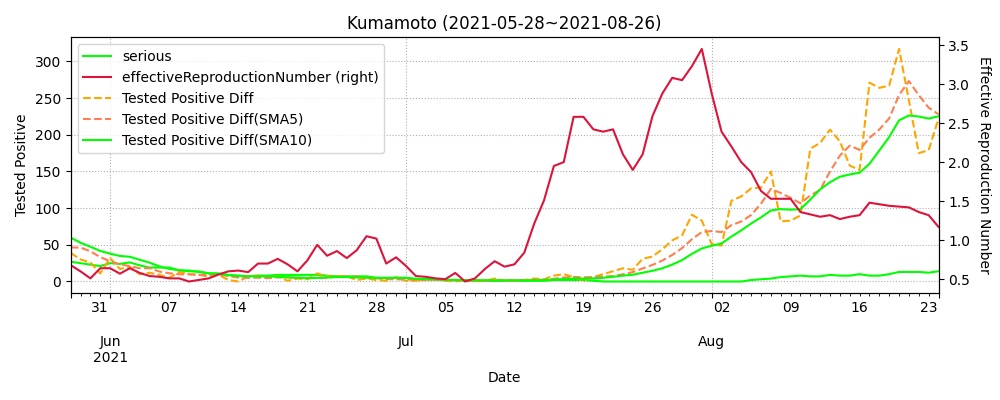 Kumamoto (2021-05-28~2021-08-26)
serious
effectiveReproductionNumber (right)
Tested Positive Diff
Tested Positive Diff(SMA5)
Tested Positive Diff(SMA10)
Tested Positive
300
250
200
150
100
50
0
Effective Reproduction Number
3.5
3.0
2.5
2.0
1.5
1.0
0.5
31 07 14 21 28 05 12 19 26 02 09 16 23
Jun Jul Aug
2021
Date